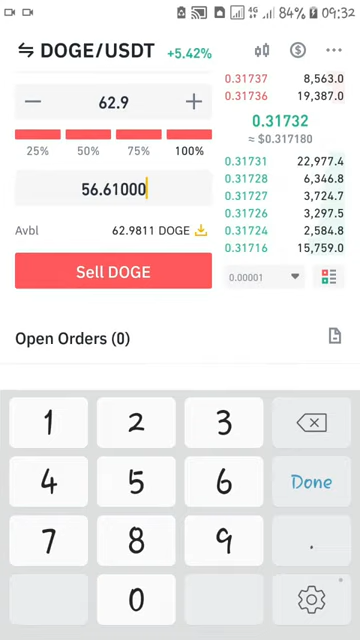 4G 84% 09:32
DOGE/USDT +5.42%
− 62.9 +
25% 50% 75% 100%
56.61000
Avbl 62.9811 DOGE
Sell DOGE
0.31737 8,563.0
0.31736 19,387.0
0.31732
≈ $0.317180
0.31731 22,977.4
0.31728 6,346.8
0.31727 3,724.7
0.31726 3,297.5
0.31724 2,584.8
0.31716 15,759.0
0.00001
Open Orders (0)
1 2 3
4 5 6 Done
7 8 9 .
0